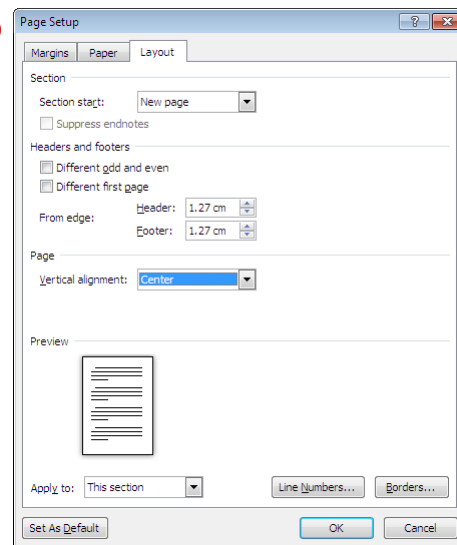 Page Setup
Margins Paper Layout
Section
Section start: New page
Suppress endnotes
Headers and footers
Different odd and even
Different first page
From edge: Header: 1.27 cm
Footer: 1.27 cm
Page
Vertical alignment: Center
Preview
Apply to: This section Line Numbers... Borders...
Set As Default OK Cancel